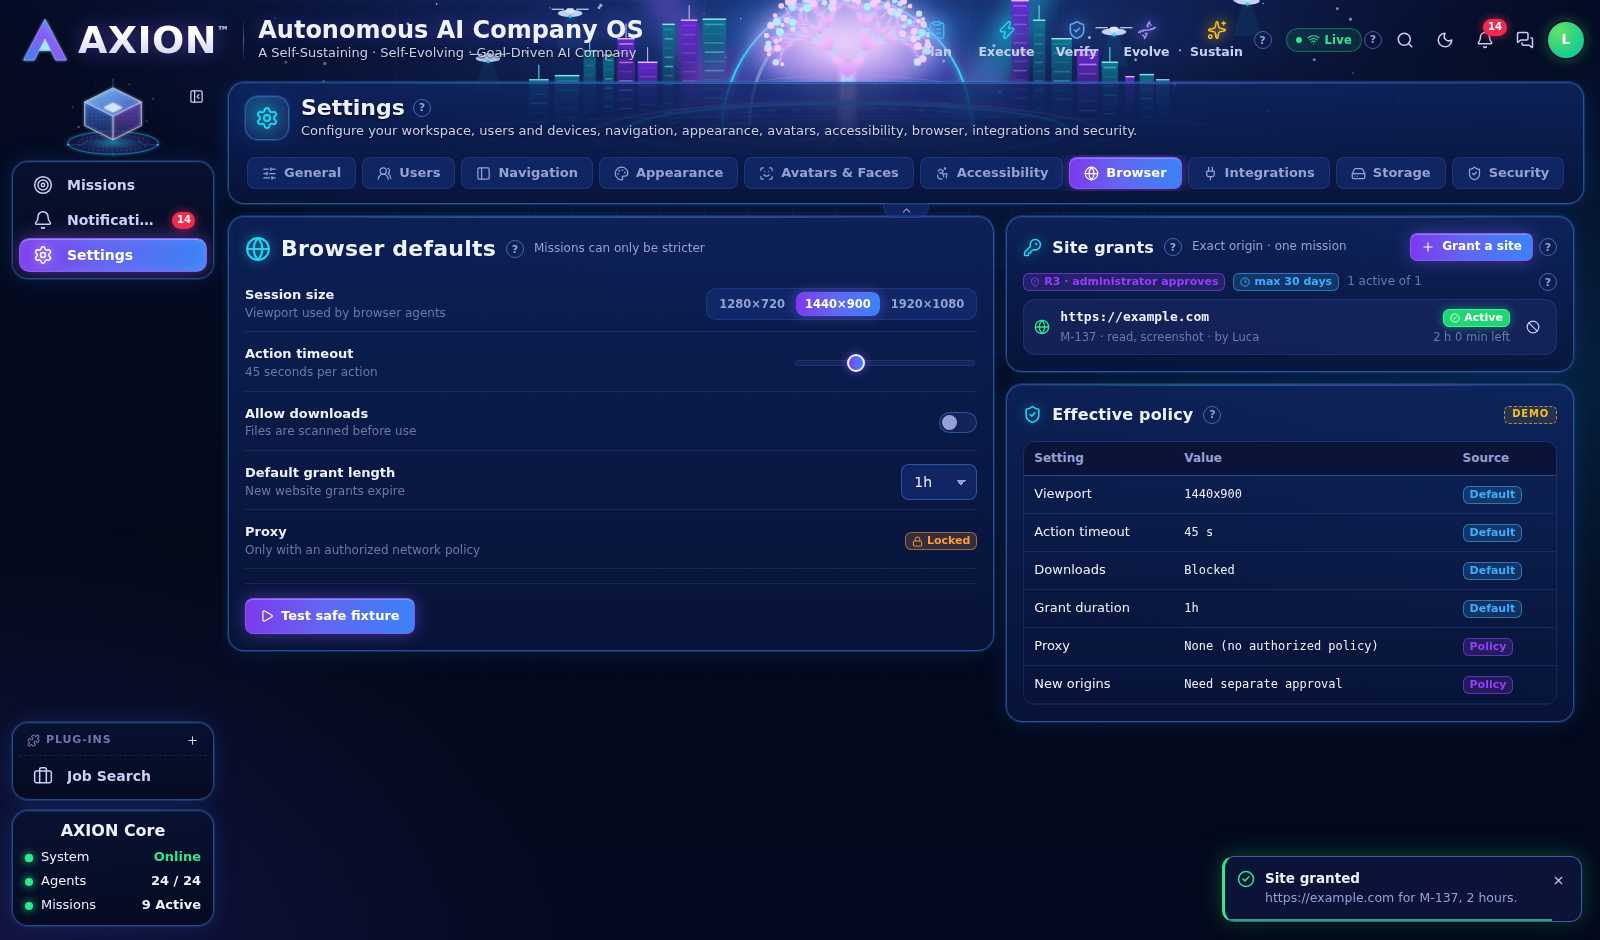 AXION™
Autonomous AI Company OS
A Self-Sustaining · Self-Evolving · Goal-Driven AI Company
Plan
Execute
Verify
Evolve
Sustain
?
Live
?
14
L
Settings ?
Configure your workspace, users and devices, navigation, appearance, avatars, accessibility, browser, integrations and security.
General
Users
Navigation
Appearance
Avatars & Faces
Accessibility
Browser
Integrations
Storage
Security
Missions
Notificati... 14
Settings
PLUG-INS +
Job Search
AXION Core
System Online
Agents 24 / 24
Missions 9 Active
Browser defaults ? Missions can only be stricter
Session size
Viewport used by browser agents
1280×720 1440×900 1920×1080
Action timeout
45 seconds per action
Allow downloads
Files are scanned before use
Default grant length
New website grants expire
1h
Proxy
Only with an authorized network policy
Locked
Test safe fixture
Site grants ? Exact origin · one mission
+ Grant a site ?
R3 · administrator approves max 30 days 1 active of 1 ?
https://example.com Active
M-137 · read, screenshot · by Luca 2 h 0 min left
Effective policy ? DEMO
Setting Value Source
Viewport 1440x900 Default
Action timeout 45 s Default
Downloads Blocked Default
Grant duration 1h Default
Proxy None (no authorized policy) Policy
New origins Need separate approval Policy
Site granted
https://example.com for M-137, 2 hours.